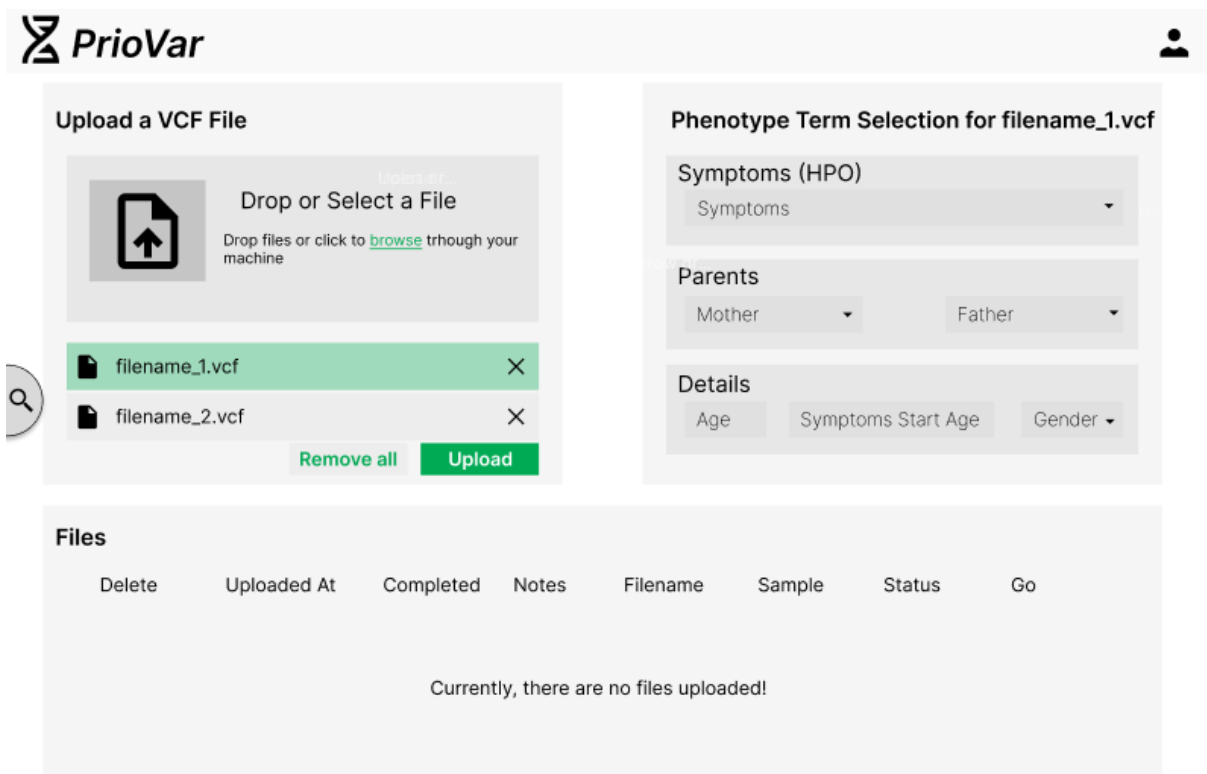 PrioVar
Upload a VCF File
Drop or Select a File
Drop files or click to browse trhough your
machine
filename_1.vcf
filename_2.vcf
Remove all
Upload
Phenotype Term Selection for filename_1.vcf
Symptoms (HPO)
Symptoms
Parents
Mother Father
Details
Age Symptoms Start Age Gender
Files
Delete Uploaded At Completed Notes Filename Sample Status Go
Currently, there are no files uploaded!